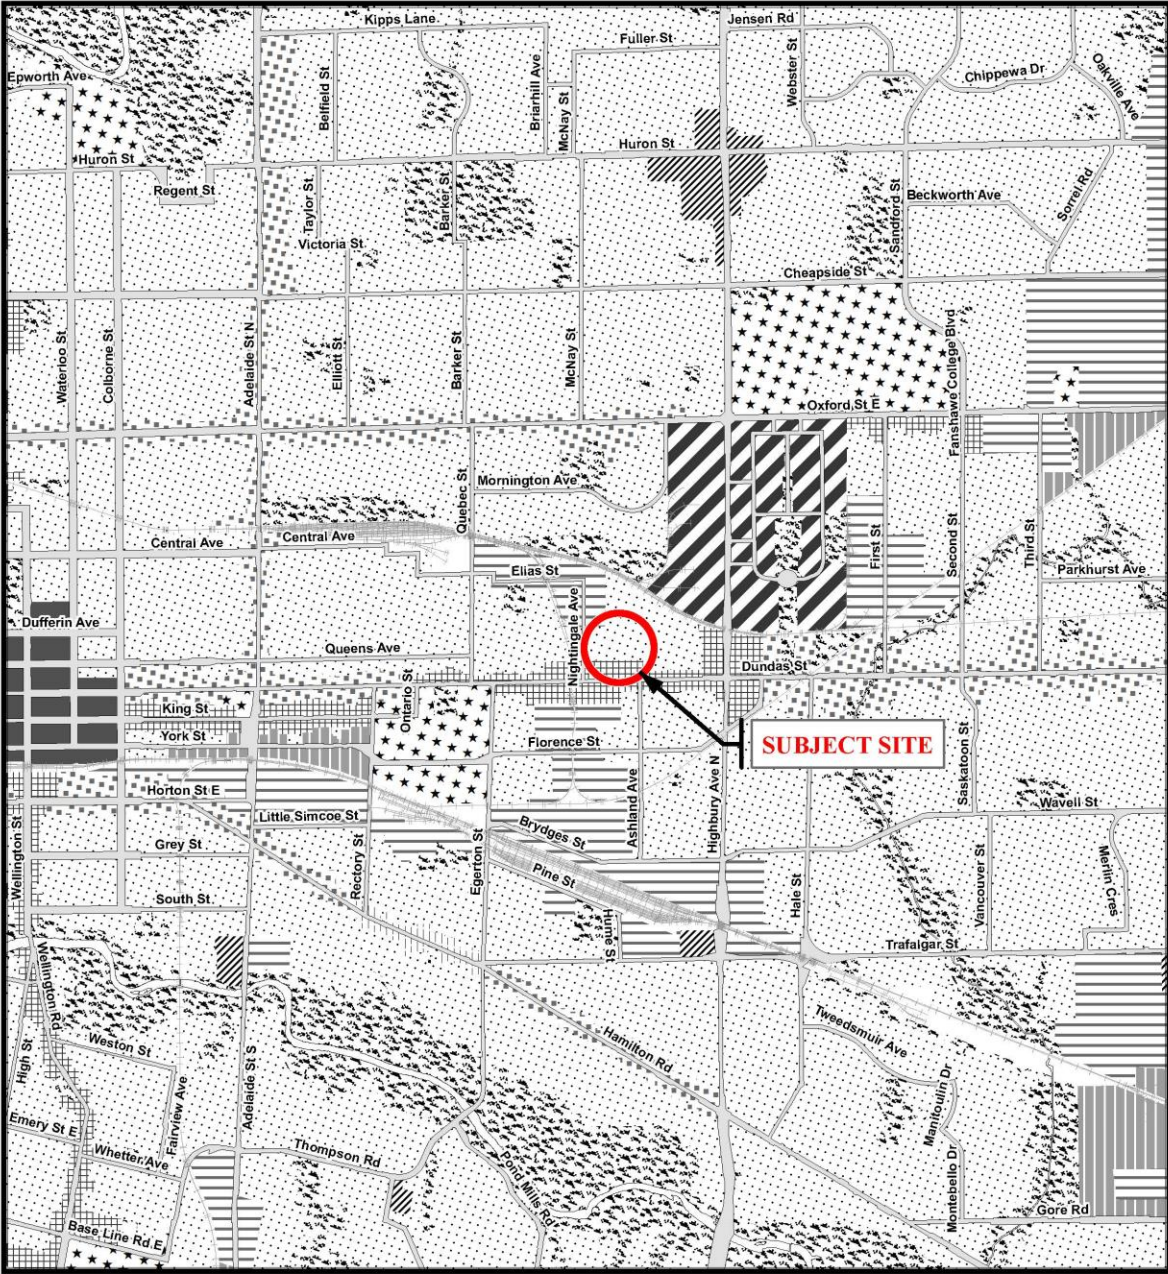 Kipps Lane
Jensen Rd
Fuller St
Epworth Ave
Belfield St
Briarhill Ave
McNay St
Webster St
Chippewa Dr
Oakville Ave
Huron St
Huron St
Regent St
Taylor St
Barker St
Victoria St
Sandford St
Beckworth Ave
Sorrel Rd
Cheapside St
Waterloo St
Colborne St
Adelaide St N
Elliott St
Barker St
McNay St
Fanshawe College Blvd
Oxford St E
Quebec St
Mornington Ave
Central Ave
Central Ave
Elias St
First St
Second St
Third St
Parkhurst Ave
Dufferin Ave
Queens Ave
Nightingale Ave
Dundas St
Ontario St
King St
York St
Florence St
SUBJECT SITE
Saskatoon St
Horton St E
Little Simcoe St
Ashland Ave
Highbury Ave N
Wavell St
Wellington St
Grey St
Rectory St
Egerton St
Brydges St
Pine St
Hale St
Vancouver St
Merlin Cres
South St
Hume St
Trafalgar St
Wellington Rd
High St
Weston St
Fairview Ave
Adelaide St S
Hamilton Rd
Tweedsmuir Ave
Manitoulin Dr
Emery St E
Whetter Ave
Thompson Rd
Pond Mills Rd
Montebello Dr
Gore Rd
Base Line Rd E